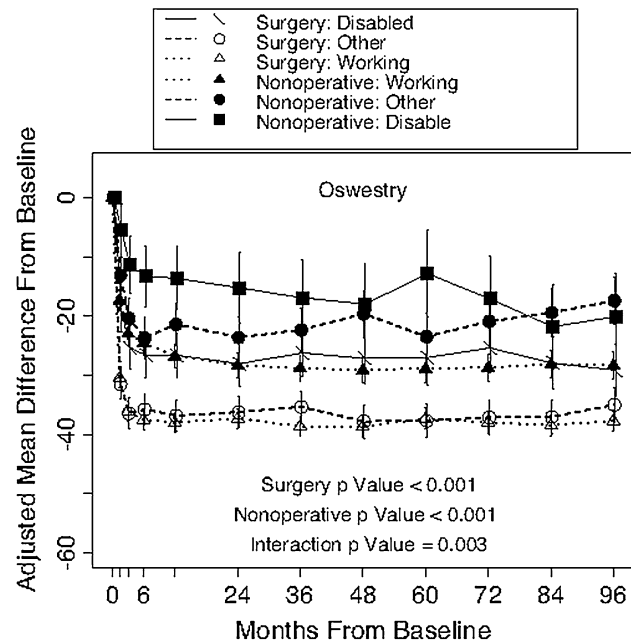 Surgery: Disabled
Surgery: Other
Surgery: Working
Nonoperative: Working
Nonoperative: Other
Nonoperative: Disable
Oswestry
Adjusted Mean Difference From Baseline
0
-20
-40
-60
Surgery p Value < 0.001
Nonoperative p Value < 0.001
Interaction p Value = 0.003
0 6 24 36 48 60 72 84 96
Months From Baseline